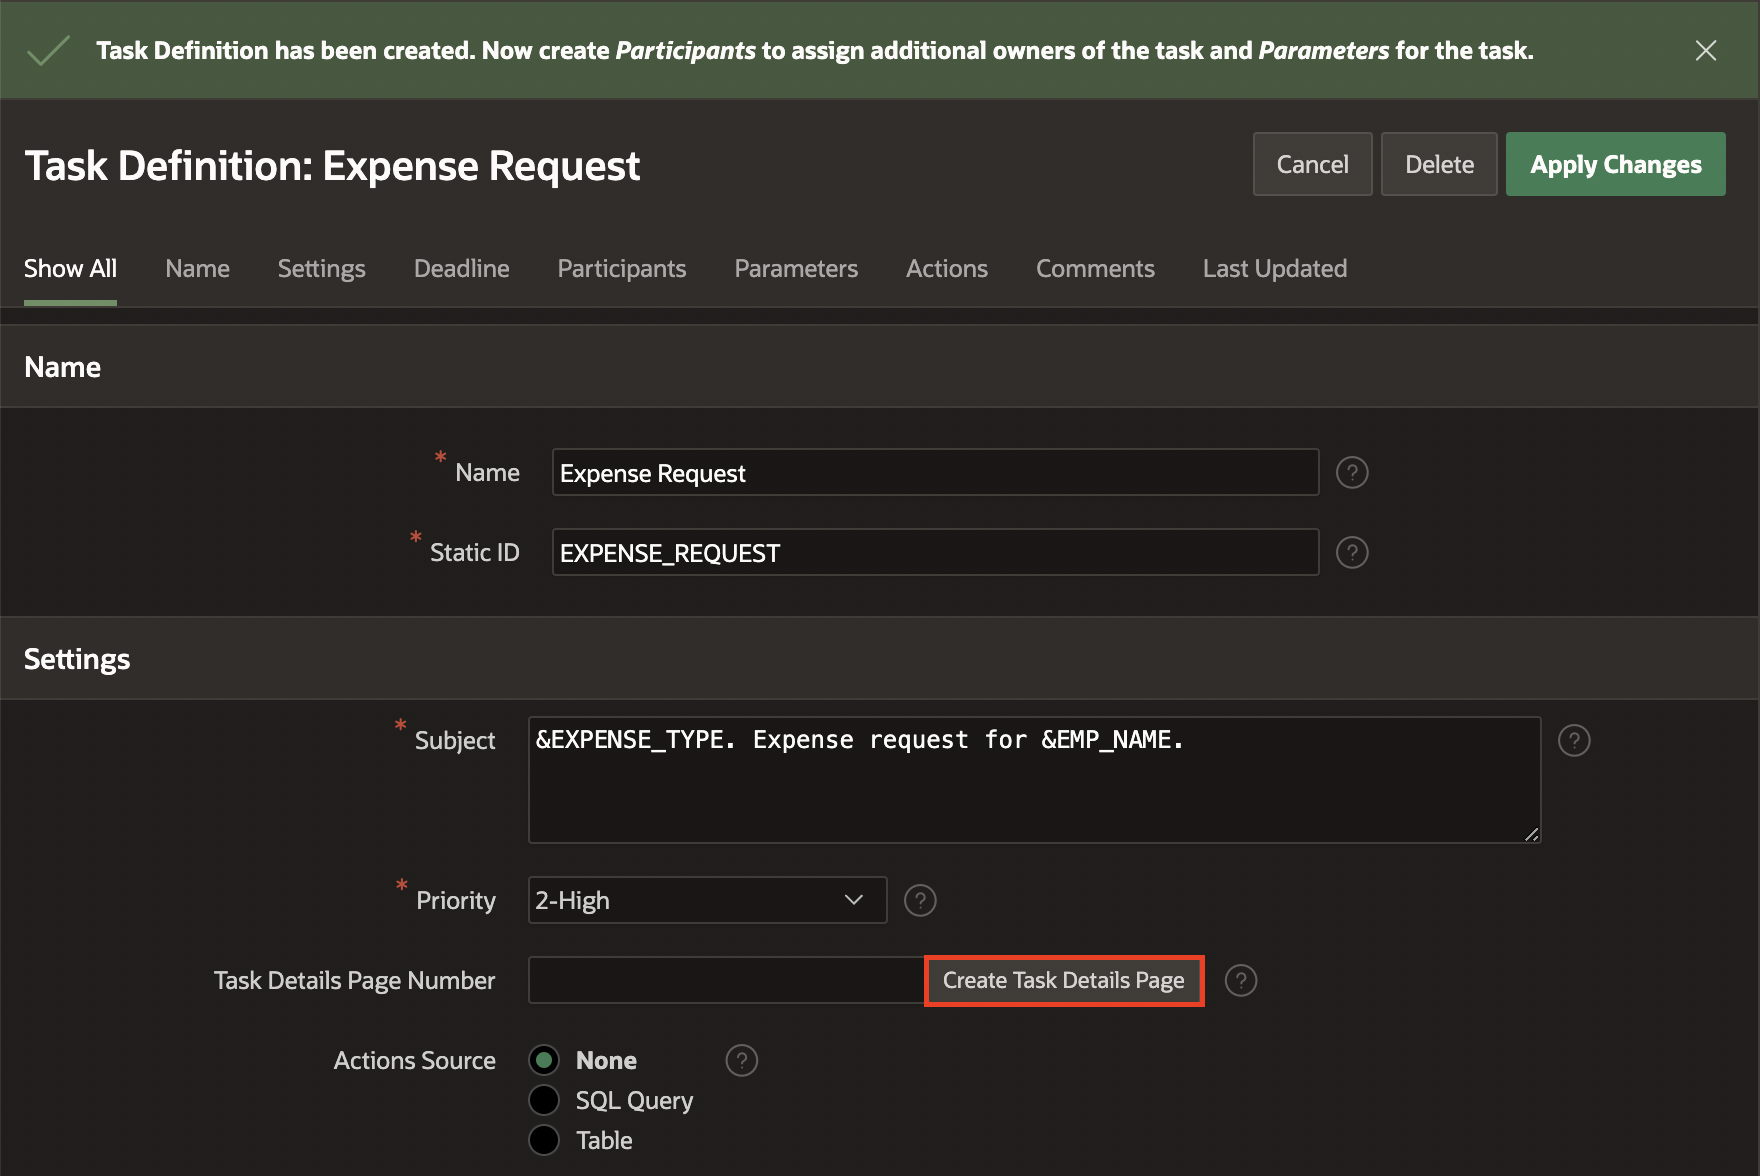 Task Definition has been created. Now create Participants to assign additional owners of the task and Parameters for the task.
Task Definition: Expense Request
Cancel
Delete
Apply Changes
Show All
Name
Settings
Deadline
Participants
Parameters
Actions
Comments
Last Updated
Name
* Name
Expense Request
?
* Static ID
EXPENSE_REQUEST
?
Settings
* Subject
&EXPENSE_TYPE. Expense request for &EMP_NAME.
?
* Priority
2-High
?
Task Details Page Number
Create Task Details Page
?
Actions Source
None
?
SQL Query
Table